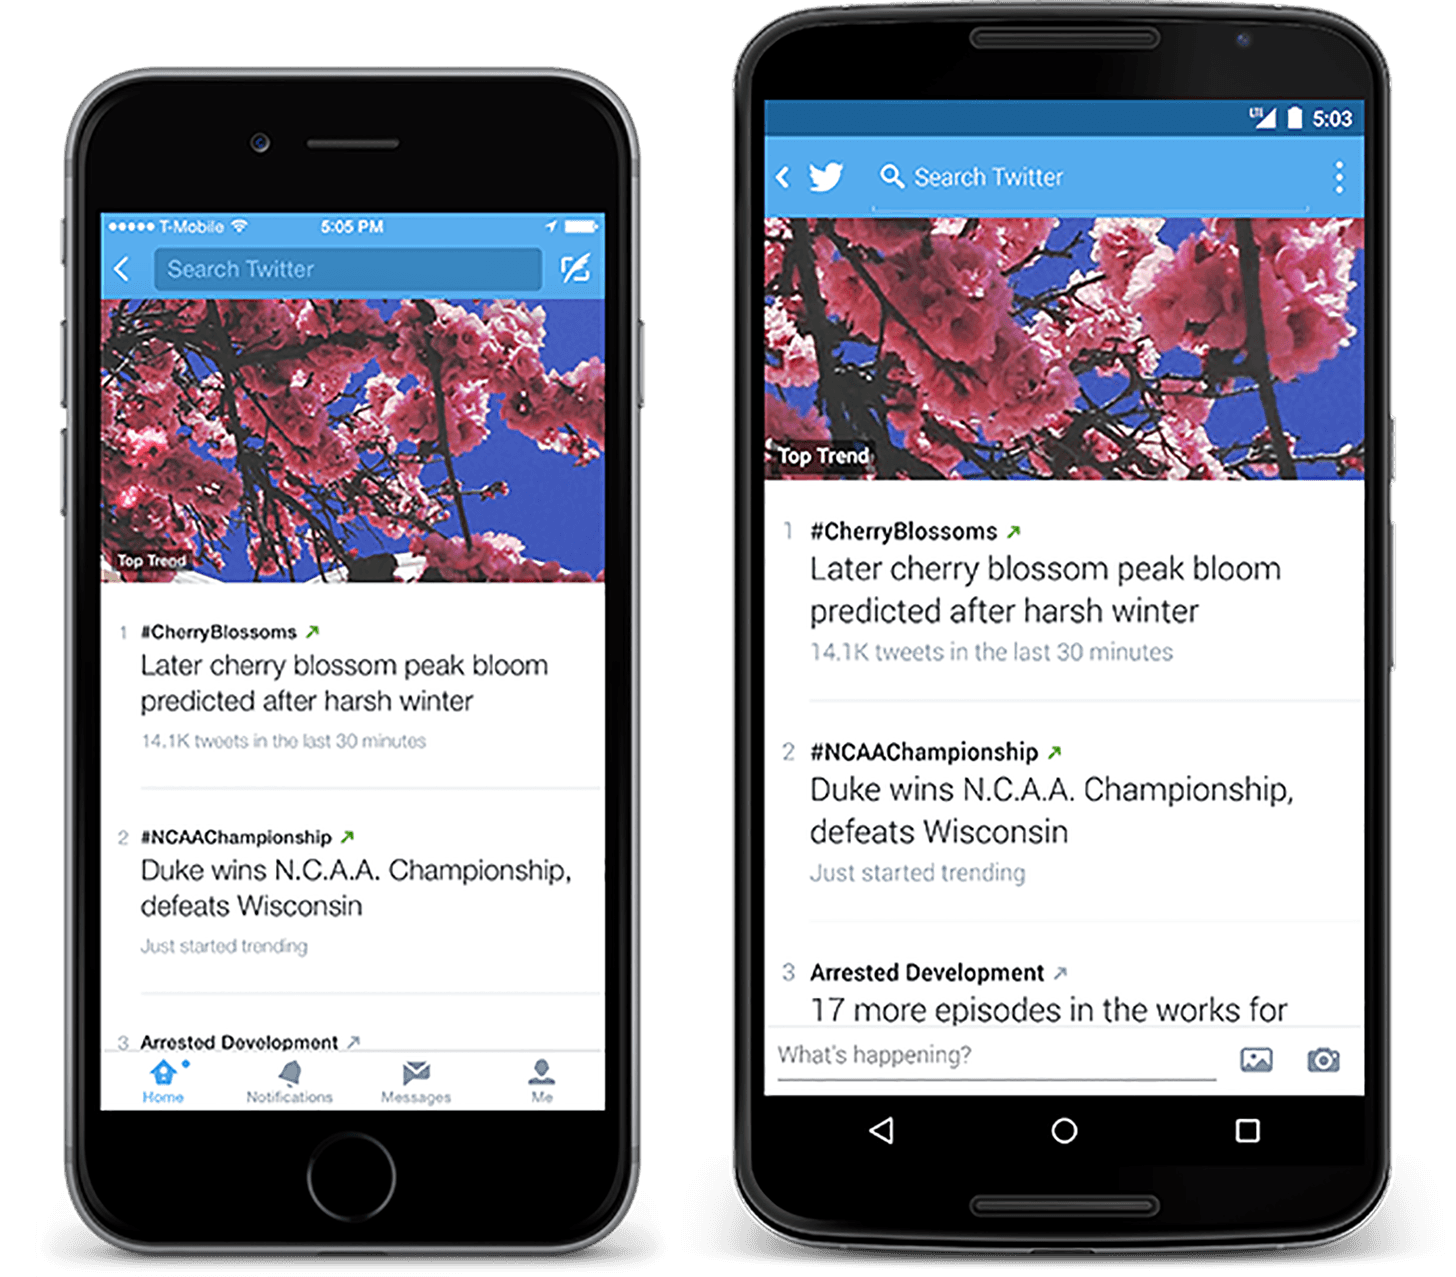 T-Mobile 5:05 PM
Search Twitter
Top Trend
1 #CherryBlossoms
Later cherry blossom peak bloom
predicted after harsh winter
14.1K tweets in the last 30 minutes
2 #NCAAChampionship
Duke wins N.C.A.A. Championship,
defeats Wisconsin
Just started trending
3 Arrested Development
Home Notifications Messages Me
LTE 5:03
Search Twitter
Top Trend
1 #CherryBlossoms
Later cherry blossom peak bloom
predicted after harsh winter
14.1K tweets in the last 30 minutes
2 #NCAAChampionship
Duke wins N.C.A.A. Championship,
defeats Wisconsin
Just started trending
3 Arrested Development
17 more episodes in the works for
What's happening?